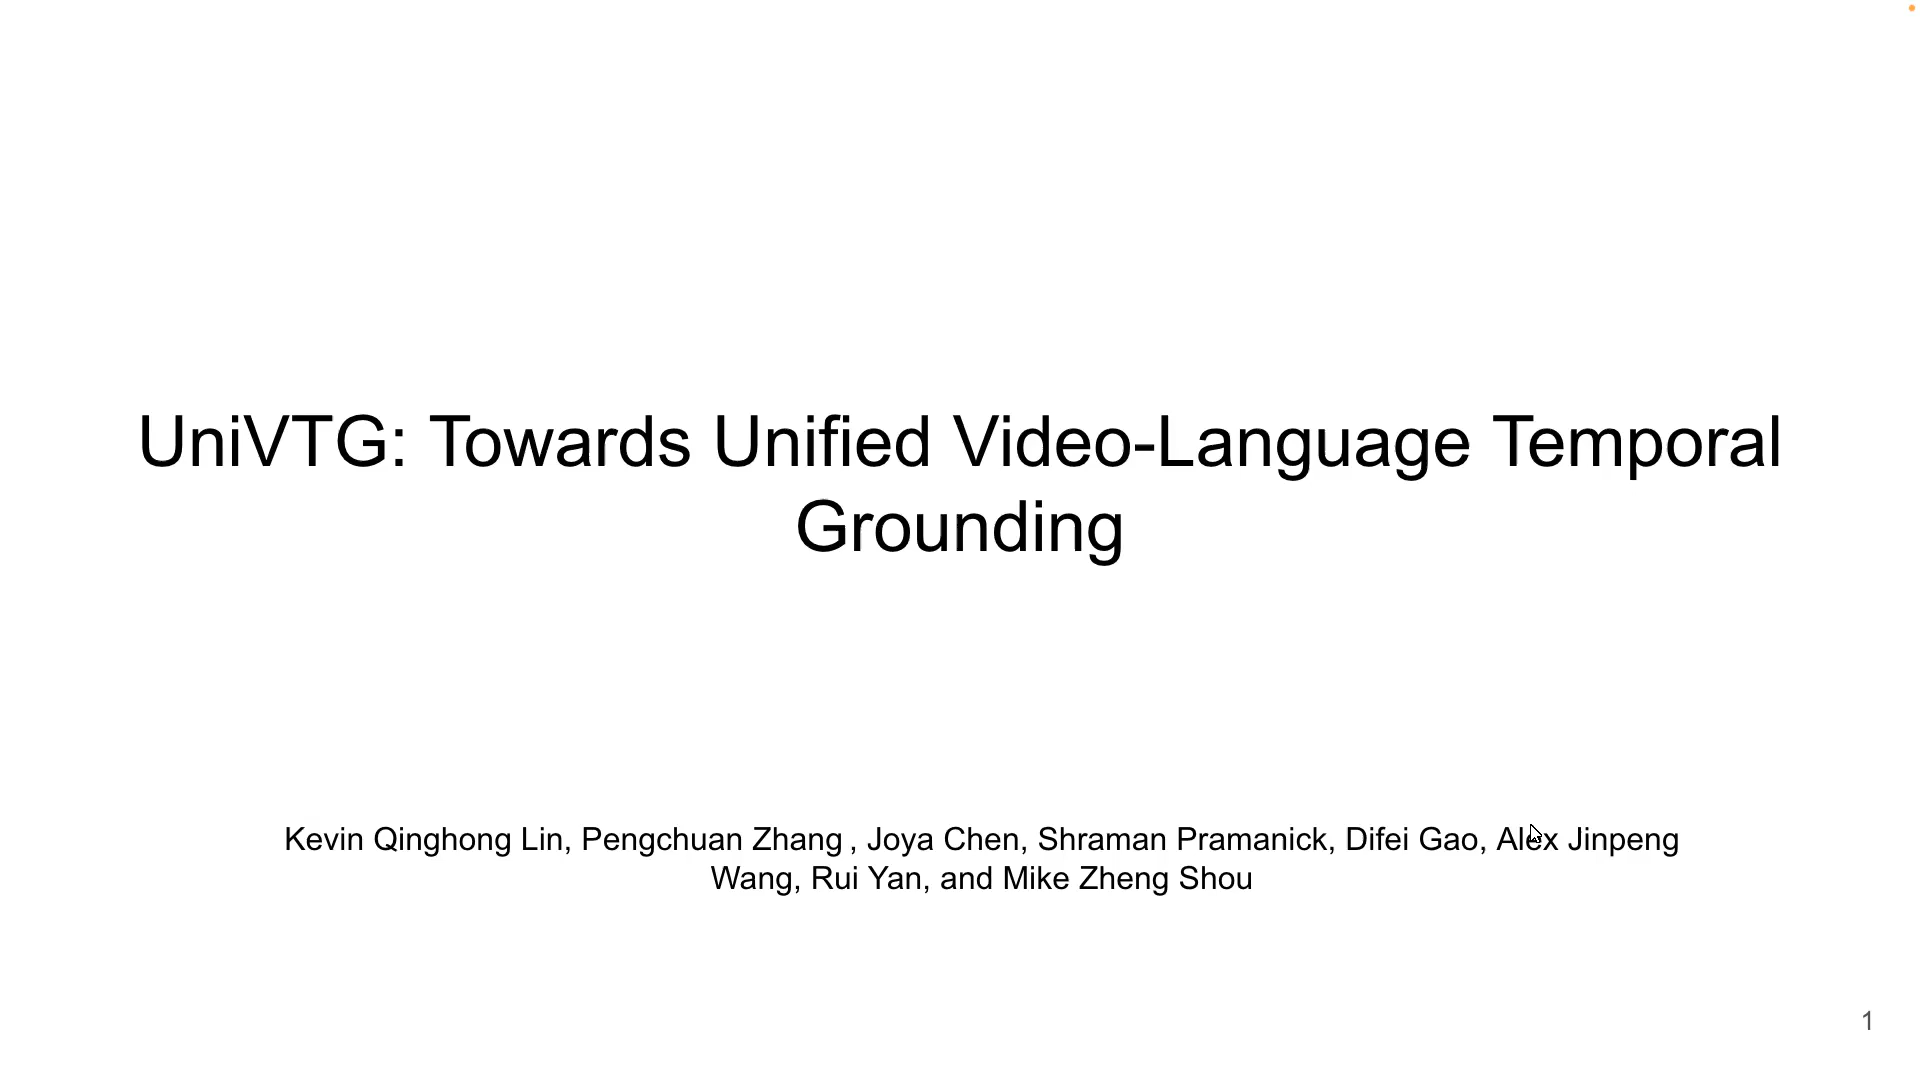 UniVTG: Towards Unified Video-Language Temporal
Grounding
Kevin Qinghong Lin, Pengchuan Zhang , Joya Chen, Shraman Pramanick, Difei Gao, Alex Jinpeng
Wang, Rui Yan, and Mike Zheng Shou
1